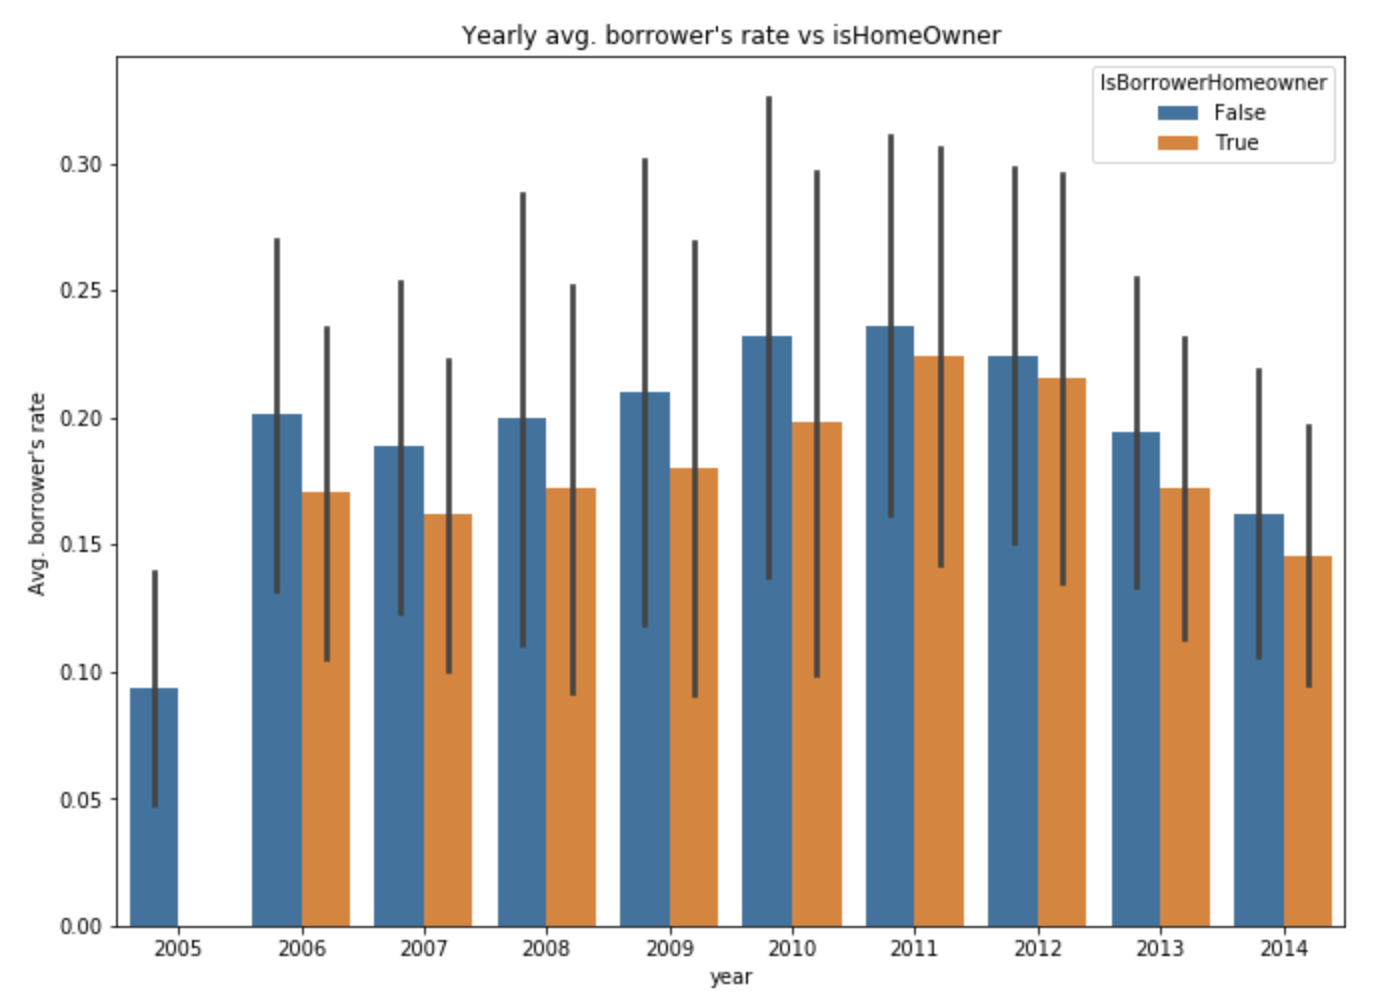 Yearly avg. borrower's rate vs isHomeOwner
IsBorrowerHomeowner
False
True
0.30
0.25
0.20
0.15
0.10
0.05
0.00
Avg. borrower's rate
2005 2006 2007 2008 2009 2010 2011 2012 2013 2014
year